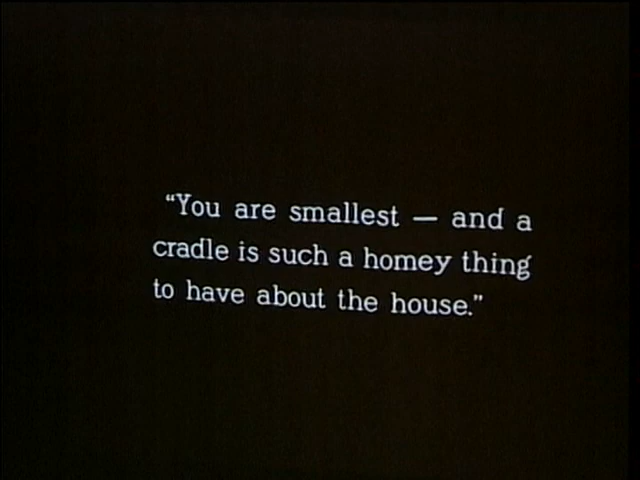 “You are smallest — and a
cradle is such a homey thing
to have about the house.”